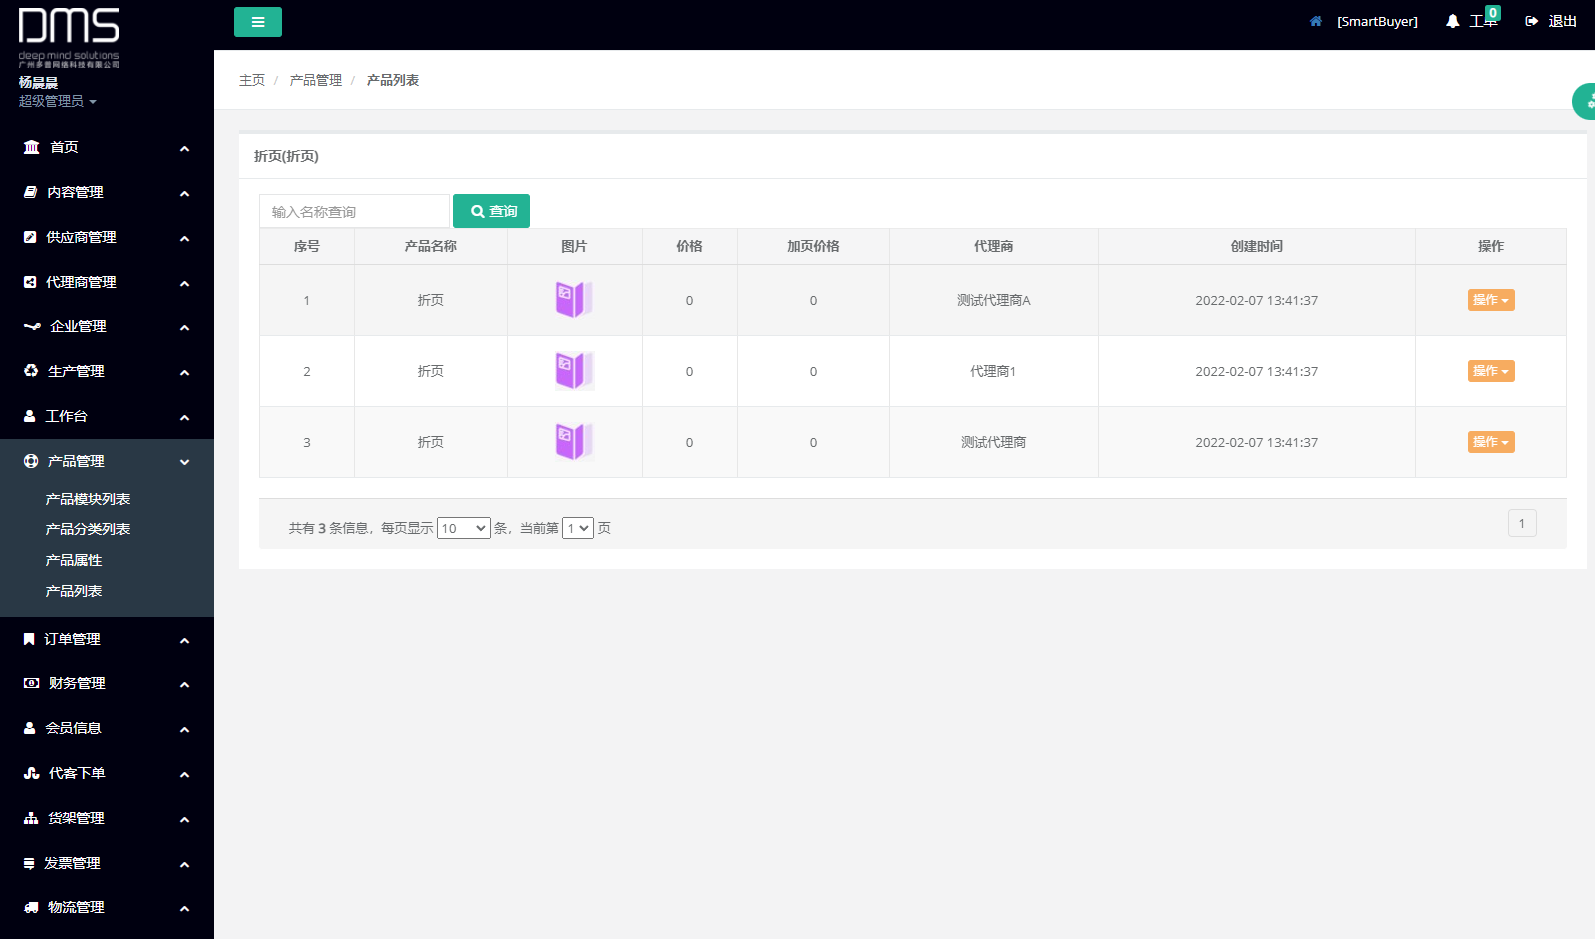 DMS
deep mind solutions
广州多普网络科技有限公司
杨晨晨
超级管理员
首页
内容管理
供应商管理
代理商管理
企业管理
生产管理
工作台
产品管理
产品模块列表
产品分类列表
产品属性
产品列表
订单管理
财务管理
会员信息
代客下单
货架管理
发票管理
物流管理
[SmartBuyer] 工单 0 退出
主页 / 产品管理 / 产品列表
折页(折页)
输入名称查询 查询
序号 产品名称 图片 价格 加页价格 代理商 创建时间 操作
1 折页 0 0 测试代理商A 2022-02-07 13:41:37 操作
2 折页 0 0 代理商1 2022-02-07 13:41:37 操作
3 折页 0 0 测试代理商 2022-02-07 13:41:37 操作
共有 3 条信息，每页显示 10 条，当前第 1 页 1